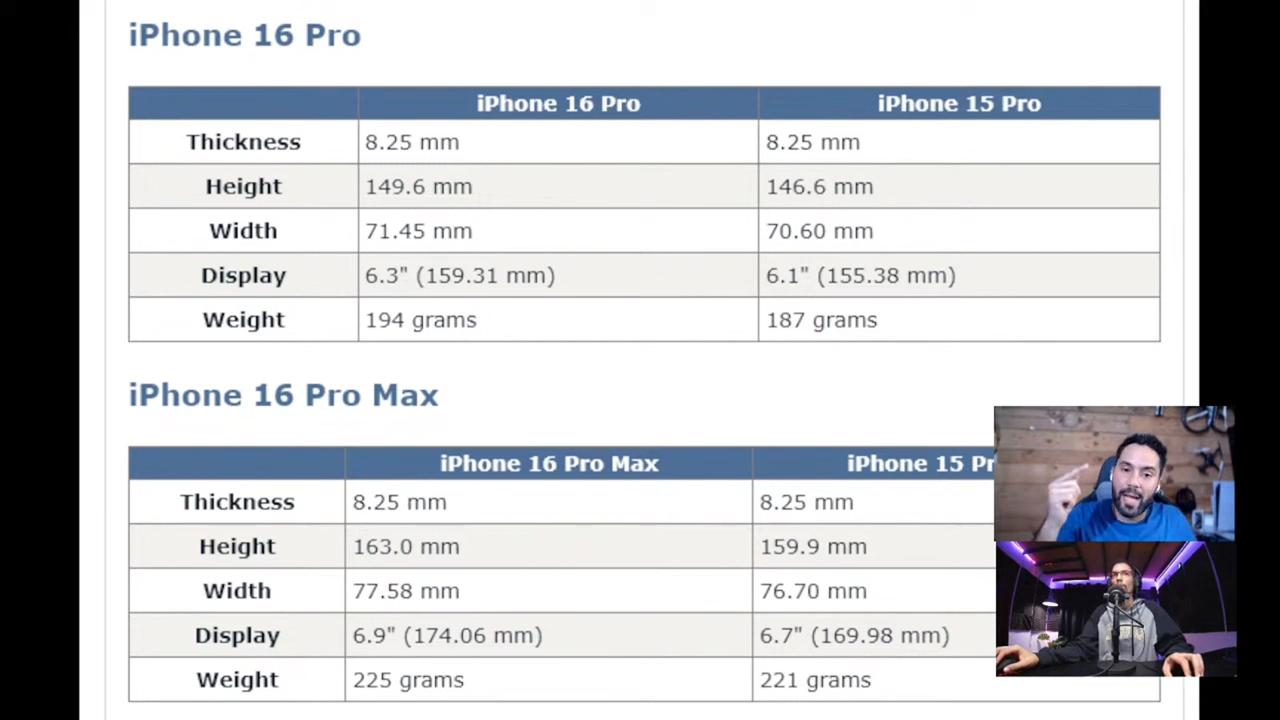 iPhone 16 Pro
iPhone 16 Pro iPhone 15 Pro
Thickness 8.25 mm 8.25 mm
Height 149.6 mm 146.6 mm
Width 71.45 mm 70.60 mm
Display 6.3" (159.31 mm) 6.1" (155.38 mm)
Weight 194 grams 187 grams
iPhone 16 Pro Max
iPhone 16 Pro Max iPhone 15 Pr
Thickness 8.25 mm 8.25 mm
Height 163.0 mm 159.9 mm
Width 77.58 mm 76.70 mm
Display 6.9" (174.06 mm) 6.7" (169.98 mm)
Weight 225 grams 221 grams